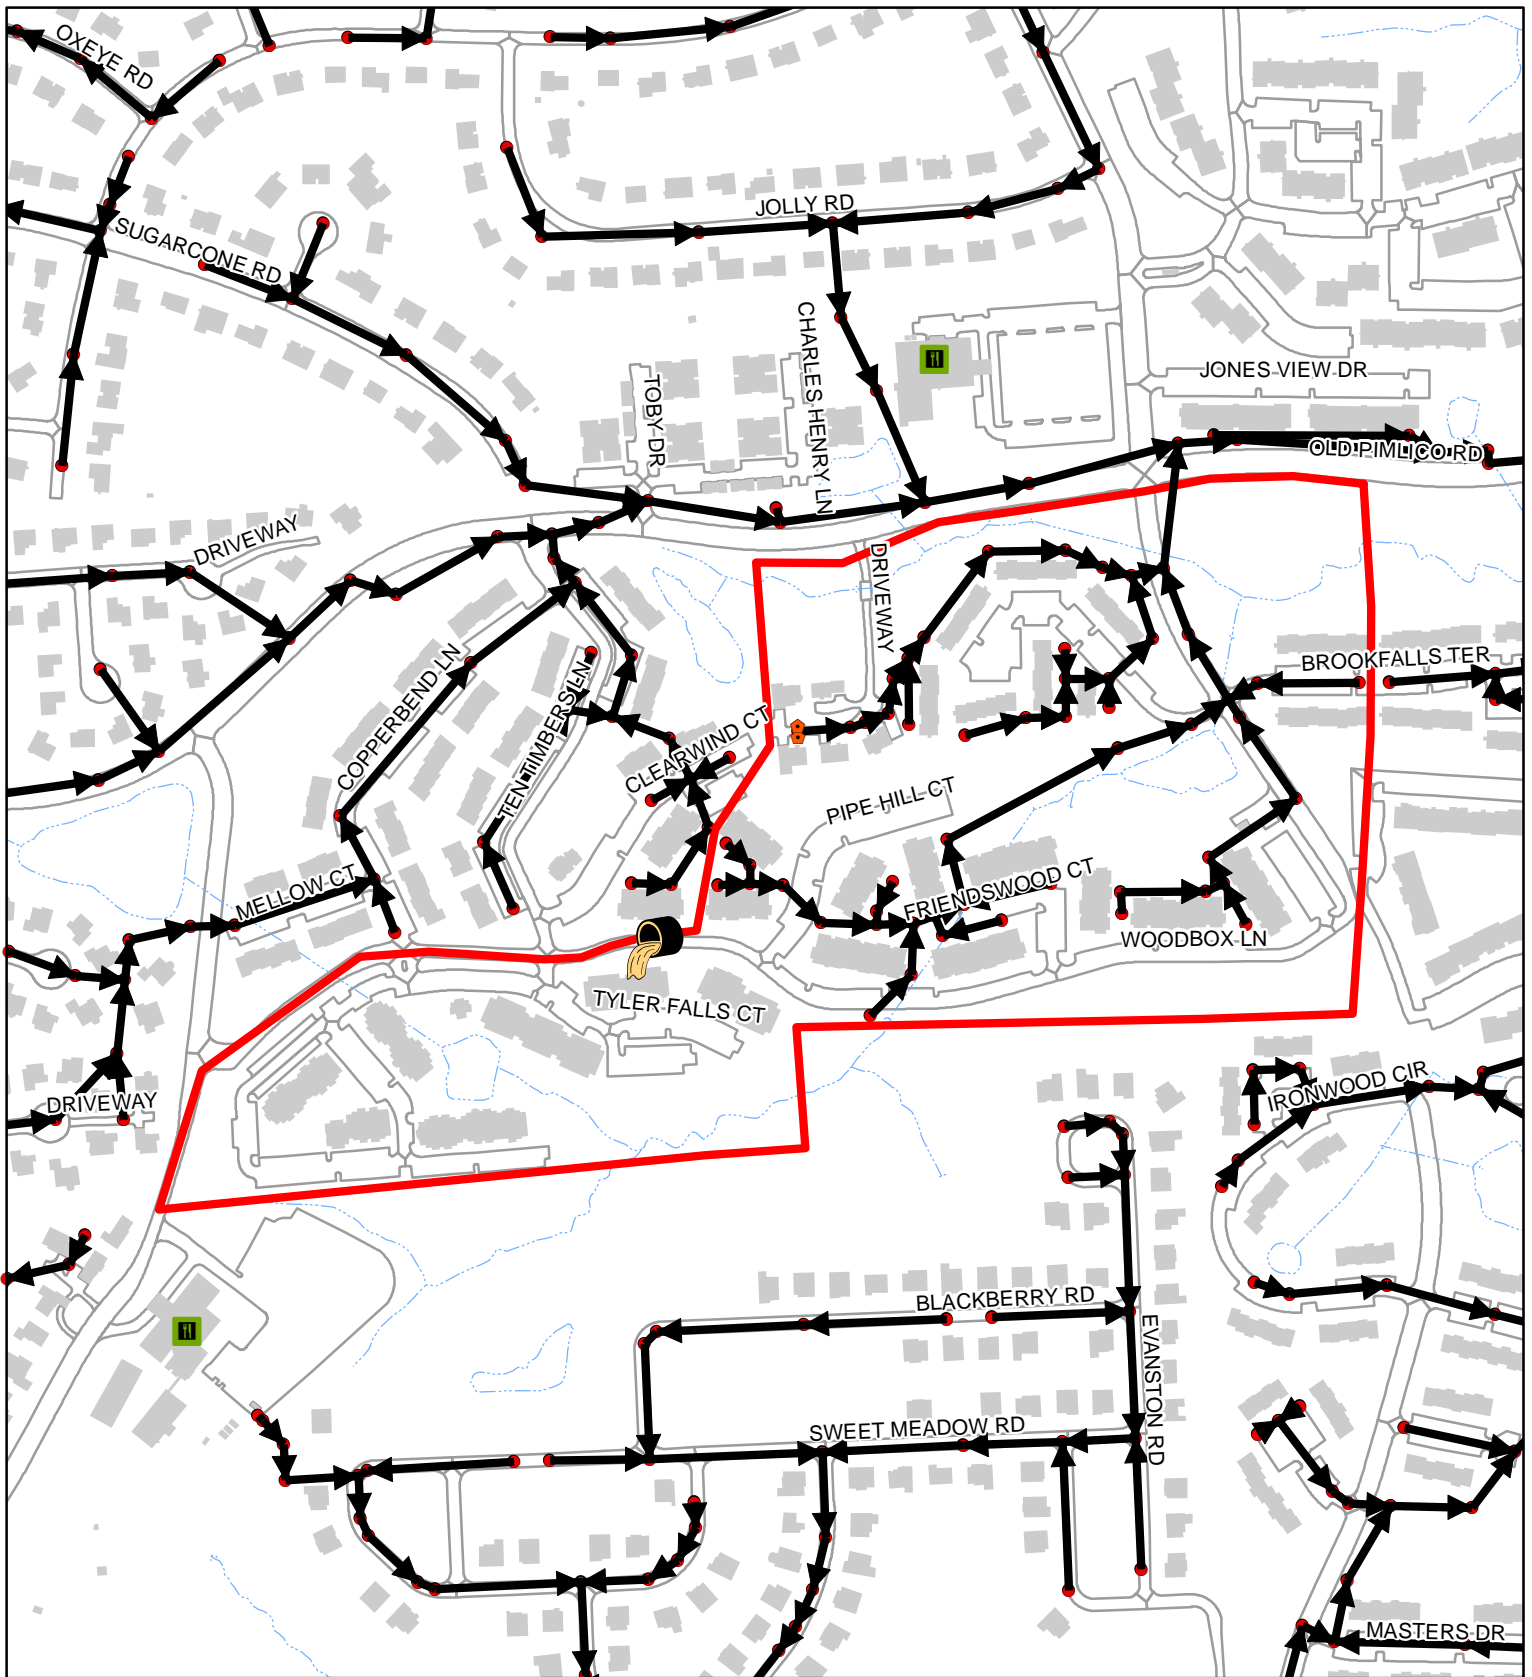 OXEYE RD
SUGARCONE RD
JOLLY RD
CHARLES HENRY LN
TOBY DR
JONES VIEW DR
OLD PIMLICO RD
DRIVEWAY
DRIVEWAY
BROOKFALLS TER
COPPERBEND LN
TEN TIMBERS LN
CLEARWIND CT
PIPE HILL CT
MELLOW CT
FRIENDSWOOD CT
WOODBOX LN
TYLER FALLS CT
DRIVEWAY
IRONWOOD CIR
BLACKBERRY RD
EVANSTON RD
SWEET MEADOW RD
MASTERS DR